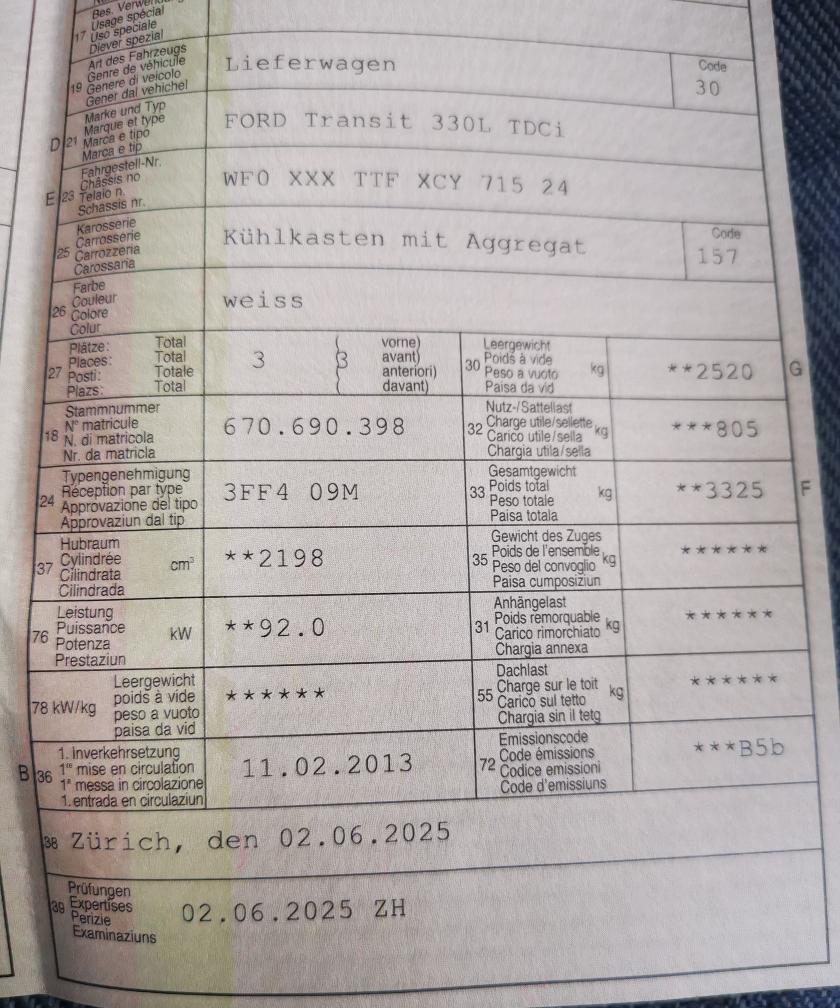 Bes. Verwend
17 Usage spécial
Uso speciale
Diever spezial
Art des Fahrzeugs
Genre de véhicule
19 Genere di veicolo
Gener dal vehichel
Lieferwagen
Code
30
Marke und Typ
D 21 Marque et type
Marca e tipo
Marca e tip
FORD Transit 330L TDCi
Fahrgestell-Nr.
Châssis no
E 23 Telaio n.
Schassis nr.
WF0 XXX TTF XCY 715 24
Karosserie
Carrosserie
25 Carrozzeria
Carossaria
Kühlkasten mit Aggregat
Code
157
Farbe
Couleur
26 Colore
Colur
weiss
27 Plätze: Total
Places: Total
Posti: Totale
Plazs: Total
3 (3 vorne)
avant)
anteriori)
davant)
Leergewicht
30 Poids à vide kg
Peso a vuoto
Paisa da vid
**2520 G
Stammnummer
N° matricule
18 N. di matricola
Nr. da matricla
670.690.398
Nutz-/Sattellast
32 Charge utile/sellette kg
Carico utile/sella
Chargia utila/sella
***805
Typengenehmigung
24 Réception par type
Approvazione del tipo
Approvaziun dal tip
3FF4 09M
Gesamtgewicht
33 Poids total kg
Peso totale
Paisa totala
**3325 F
Hubraum
37 Cylindrée cm³
Cilindrata
Cilindrada
**2198
Gewicht des Zuges
35 Poids de l'ensemble kg
Peso del convoglio
Paisa cumposiziun
******
Leistung
76 Puissance kW
Potenza
Prestaziun
**92.0
Anhängelast
31 Poids remorquable kg
Carico rimorchiato
Chargia annexa
******
78 kW/kg Leergewicht
poids à vide
peso a vuoto
paisa da vid
******
Dachlast
55 Charge sur le toit kg
Carico sul tetto
Chargia sin il tetg
******
1. Inverkehrsetzung
B 36 1re mise en circulation
1a messa in circolazione
1. entrada en circulaziun
11.02.2013
Emissionscode
72 Code émissions
Codice emissioni
Code d'emissiuns
***B5b
38 Zürich, den 02.06.2025
Prüfungen
39 Expertises
Perizie
Examinaziuns
02.06.2025 ZH